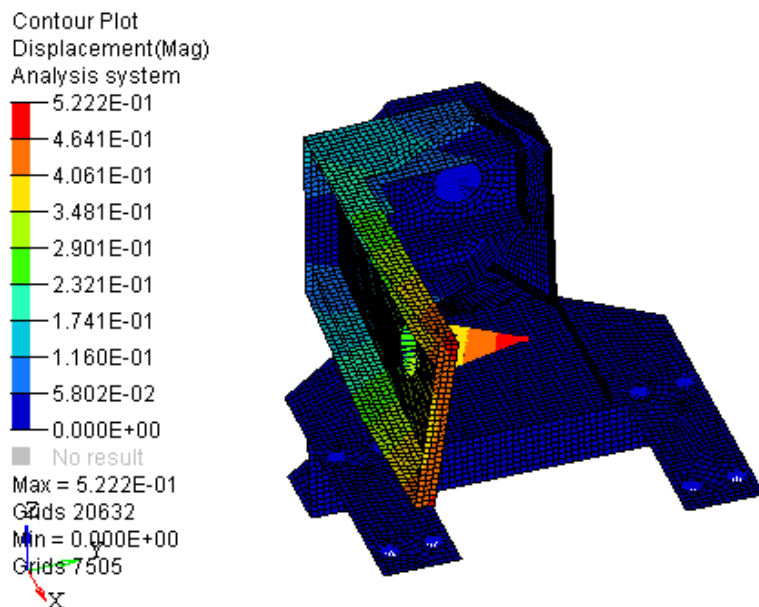 Contour Plot
Displacement(Mag)
Analysis system
5.222E-01
4.641E-01
4.061E-01
3.481E-01
2.901E-01
2.321E-01
1.741E-01
1.160E-01
5.802E-02
0.000E+00
No result
Max = 5.222E-01
Grids 20632
Min = 0.000E+00
Grids 7505
Z
Y
X